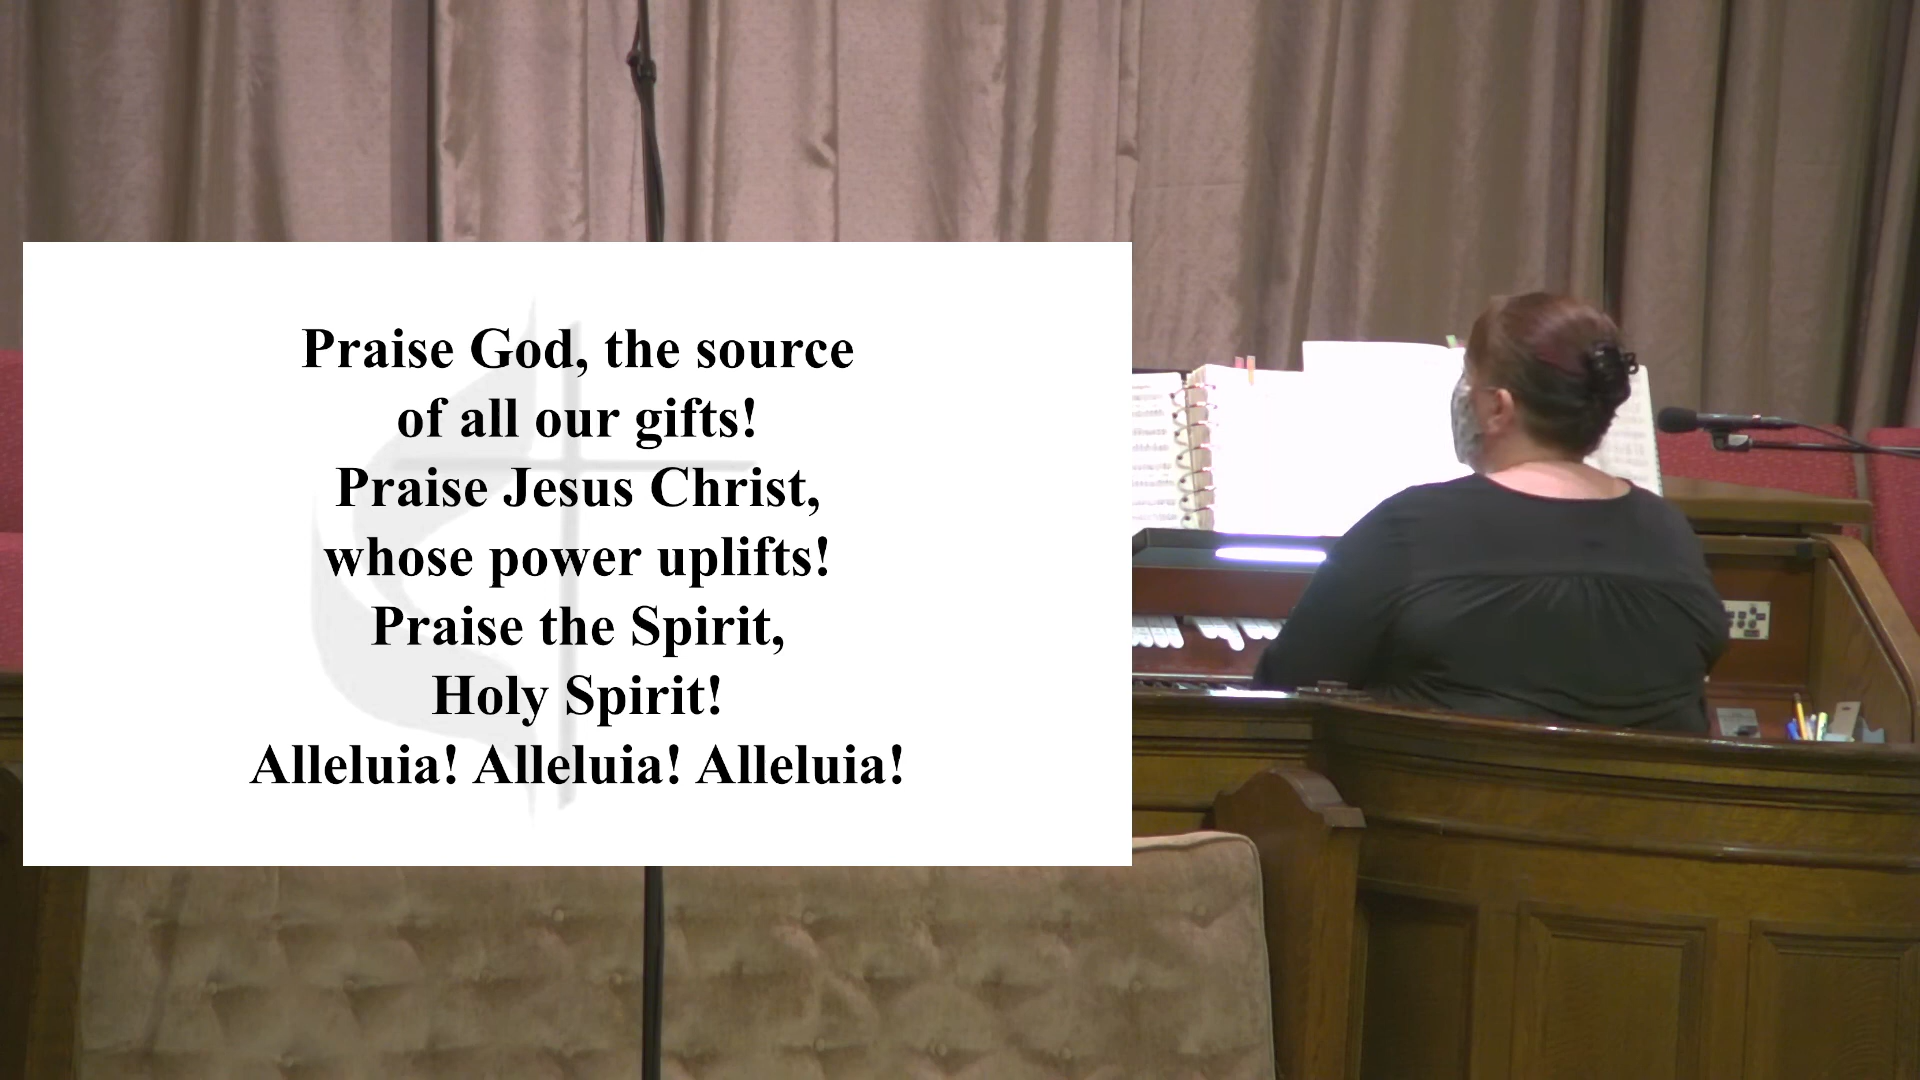 Praise God, the source
of all our gifts!
Praise Jesus Christ,
whose power uplifts!
Praise the Spirit,
Holy Spirit!
Alleluia! Alleluia! Alleluia!